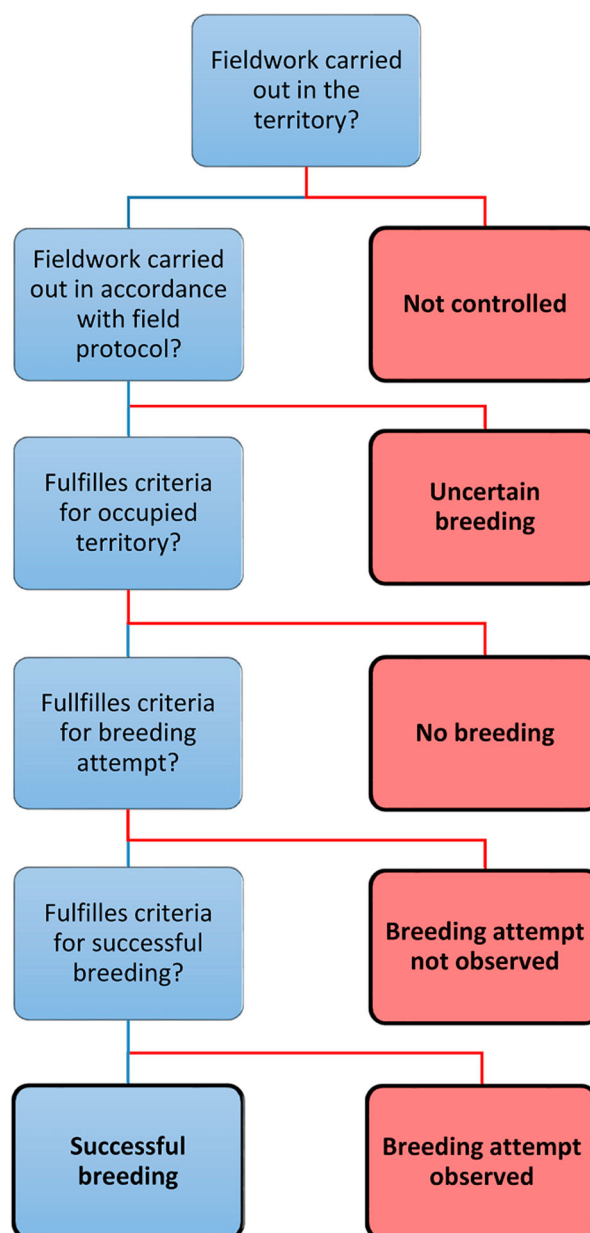 Fieldwork carried
out in the
territory?
Fieldwork carried
out in accordance
with field
protocol?
Not controlled
Fulfilles criteria
for occupied
territory?
Uncertain
breeding
Fullfilles criteria
for breeding
attempt?
No breeding
Fulfilles criteria
for successful
breeding?
Breeding attempt
not observed
Successful
breeding
Breeding attempt
observed